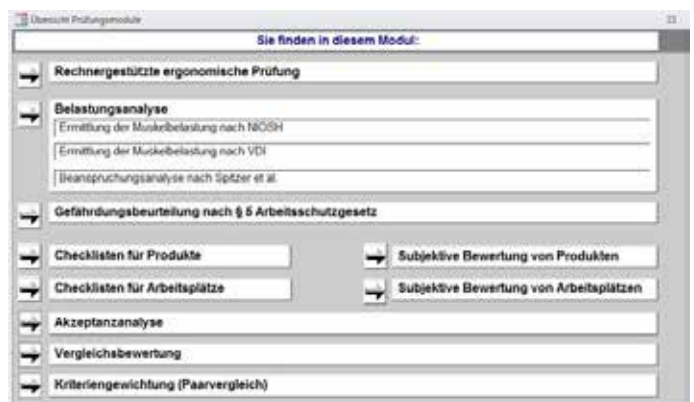 Übersicht Prüfungsmodule
Sie finden in diesem Modul:
Rechnergestützte ergonomische Prüfung
Belastungsanalyse
Ermittlung der Muskelbelastung nach NIOSH
Ermittlung der Muskelbelastung nach VDI
Beanspruchungsanalyse nach Spitzer et al.
Gefährdungsbeurteilung nach § 5 Arbeitsschutzgesetz
Checklisten für Produkte
Subjektive Bewertung von Produkten
Checklisten für Arbeitsplätze
Subjektive Bewertung von Arbeitsplätzen
Akzeptanzanalyse
Vergleichsbewertung
Kriteriengewichtung (Paarvergleich)